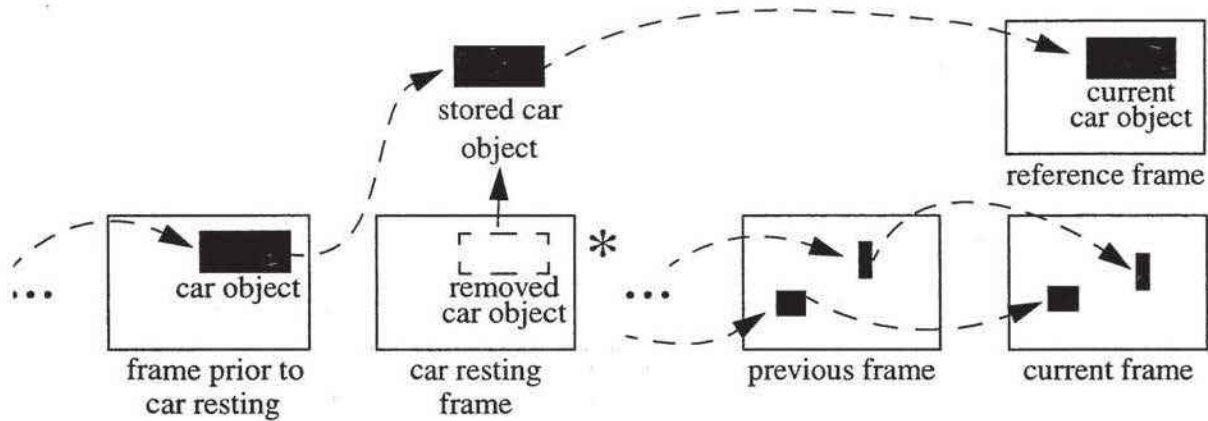 stored car
object
current
car object
reference frame
car object
removed
car object
*
...
...
frame prior to
car resting
car resting
frame
previous frame
current frame